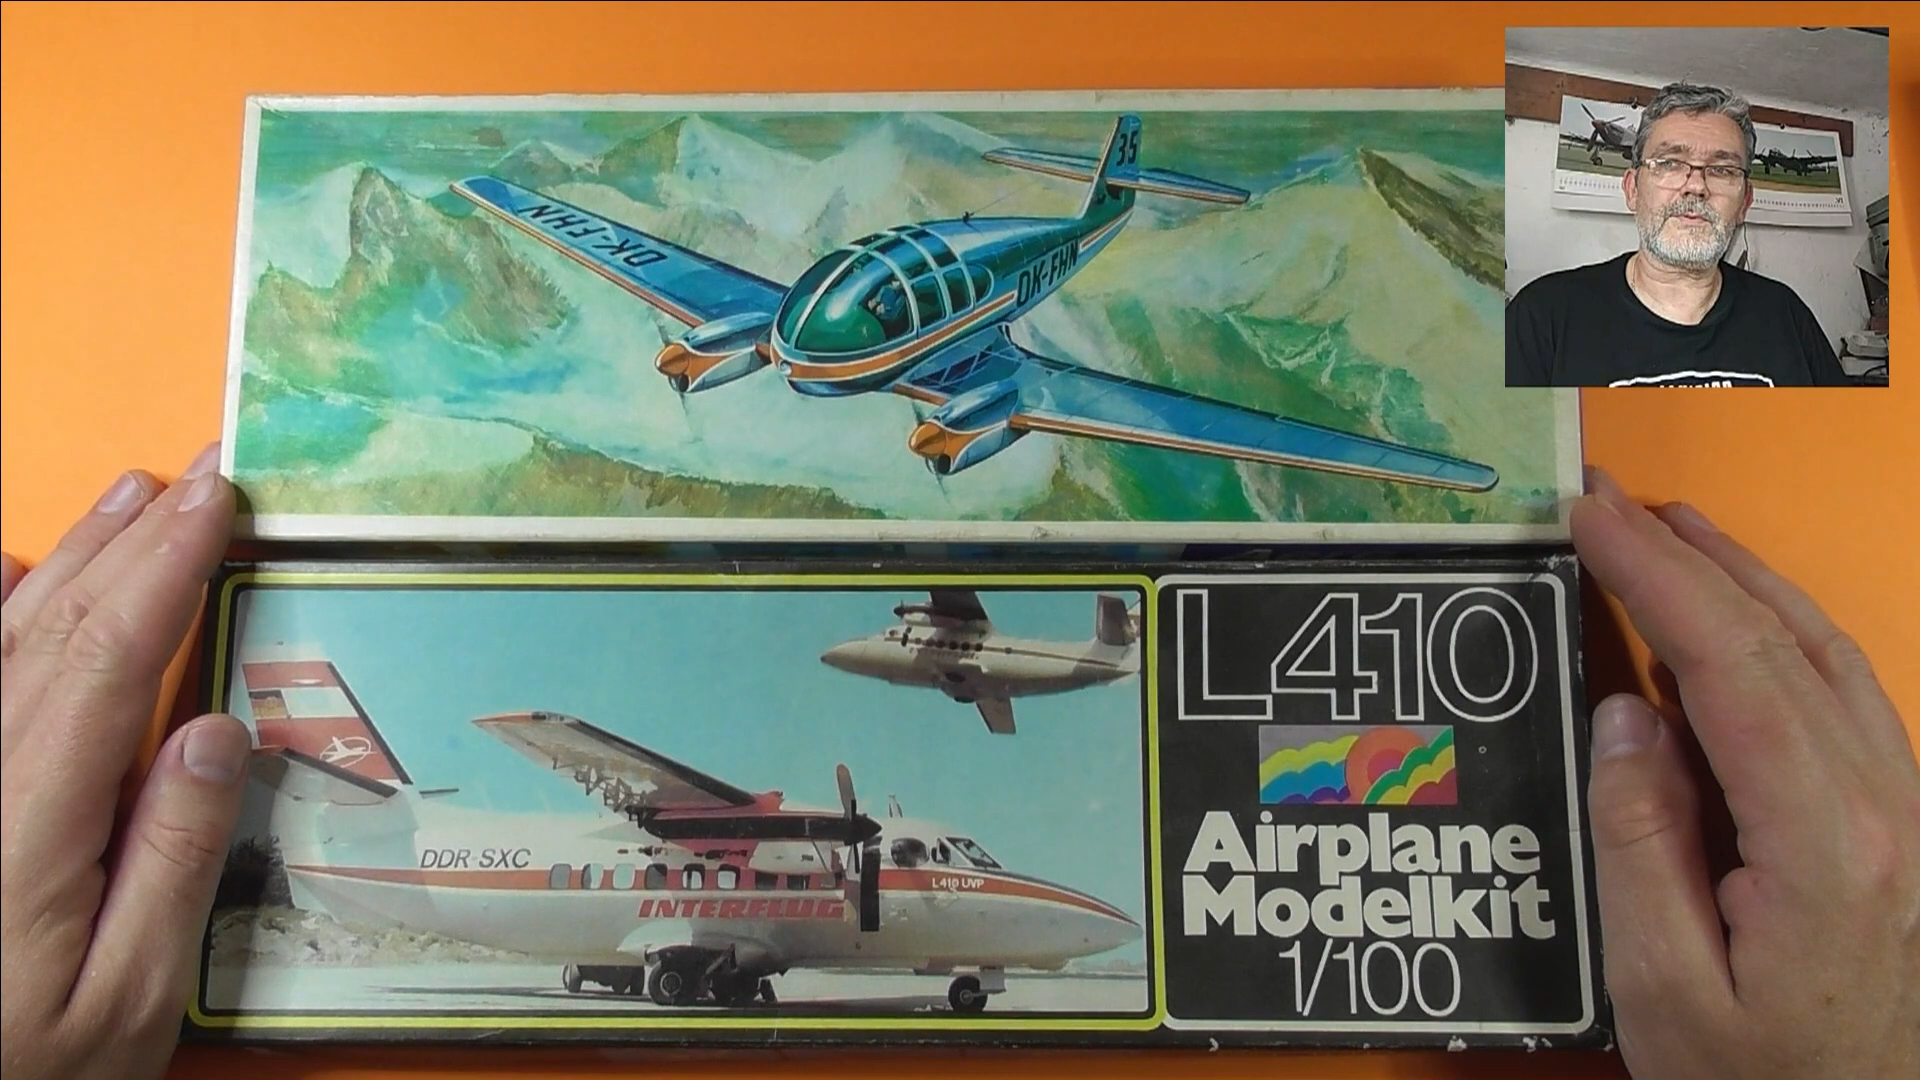 35
OK-FHN
OK-FHN
L410
Airplane
Modelkit
1/100
DDR-SXC
L410 UVP
INTERFLUG